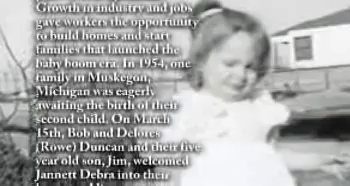 Growth in industry and jobs
gave workers the opportunity
to build homes and start
families that launched the
baby boom era. In 1954, one
family in Muskegon,
Michigan was eagerly
awaiting the birth of their
second child. On March
15th, Bob and Delores
(Rowe) Duncan and their five
year old son, Jim, welcomed
Jannett Debra into their